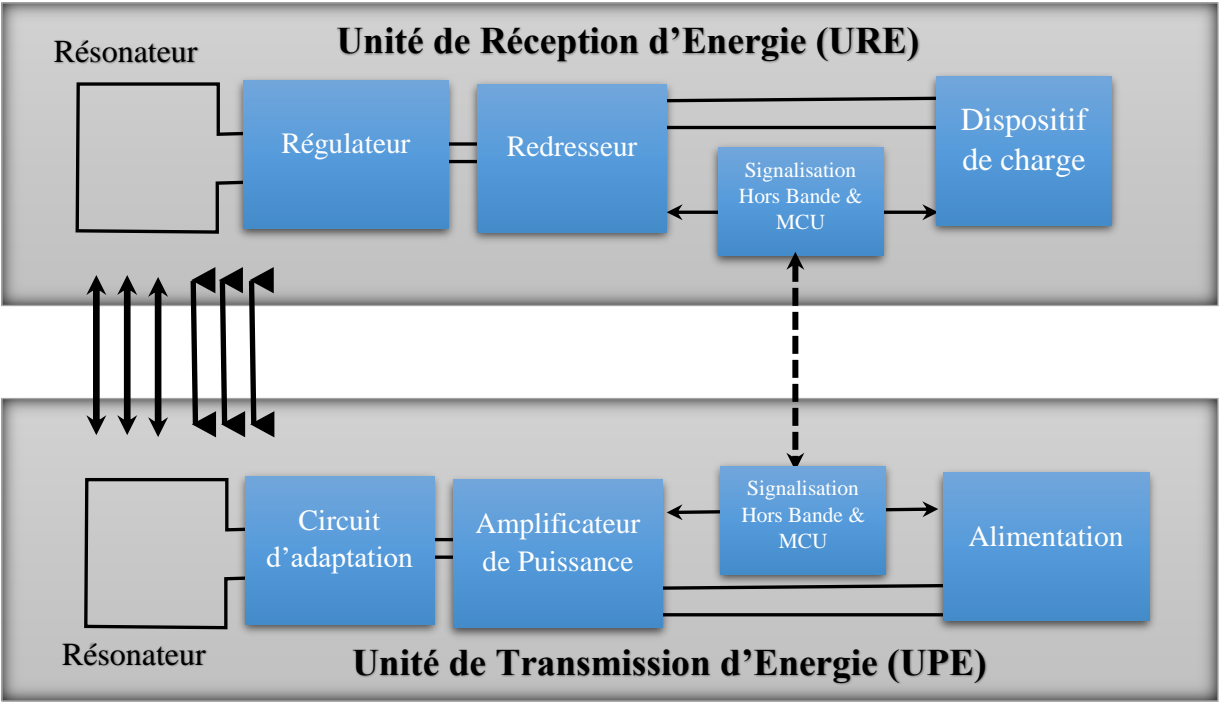 Unité de Réception d’Energie (URE)
Résonateur
Régulateur
Redresseur
Dispositif
de charge
Signalisation
Hors Bande &
MCU
Circuit
d’adaptation
Amplificateur
de Puissance
Signalisation
Hors Bande &
MCU
Alimentation
Résonateur
Unité de Transmission d’Energie (UPE)